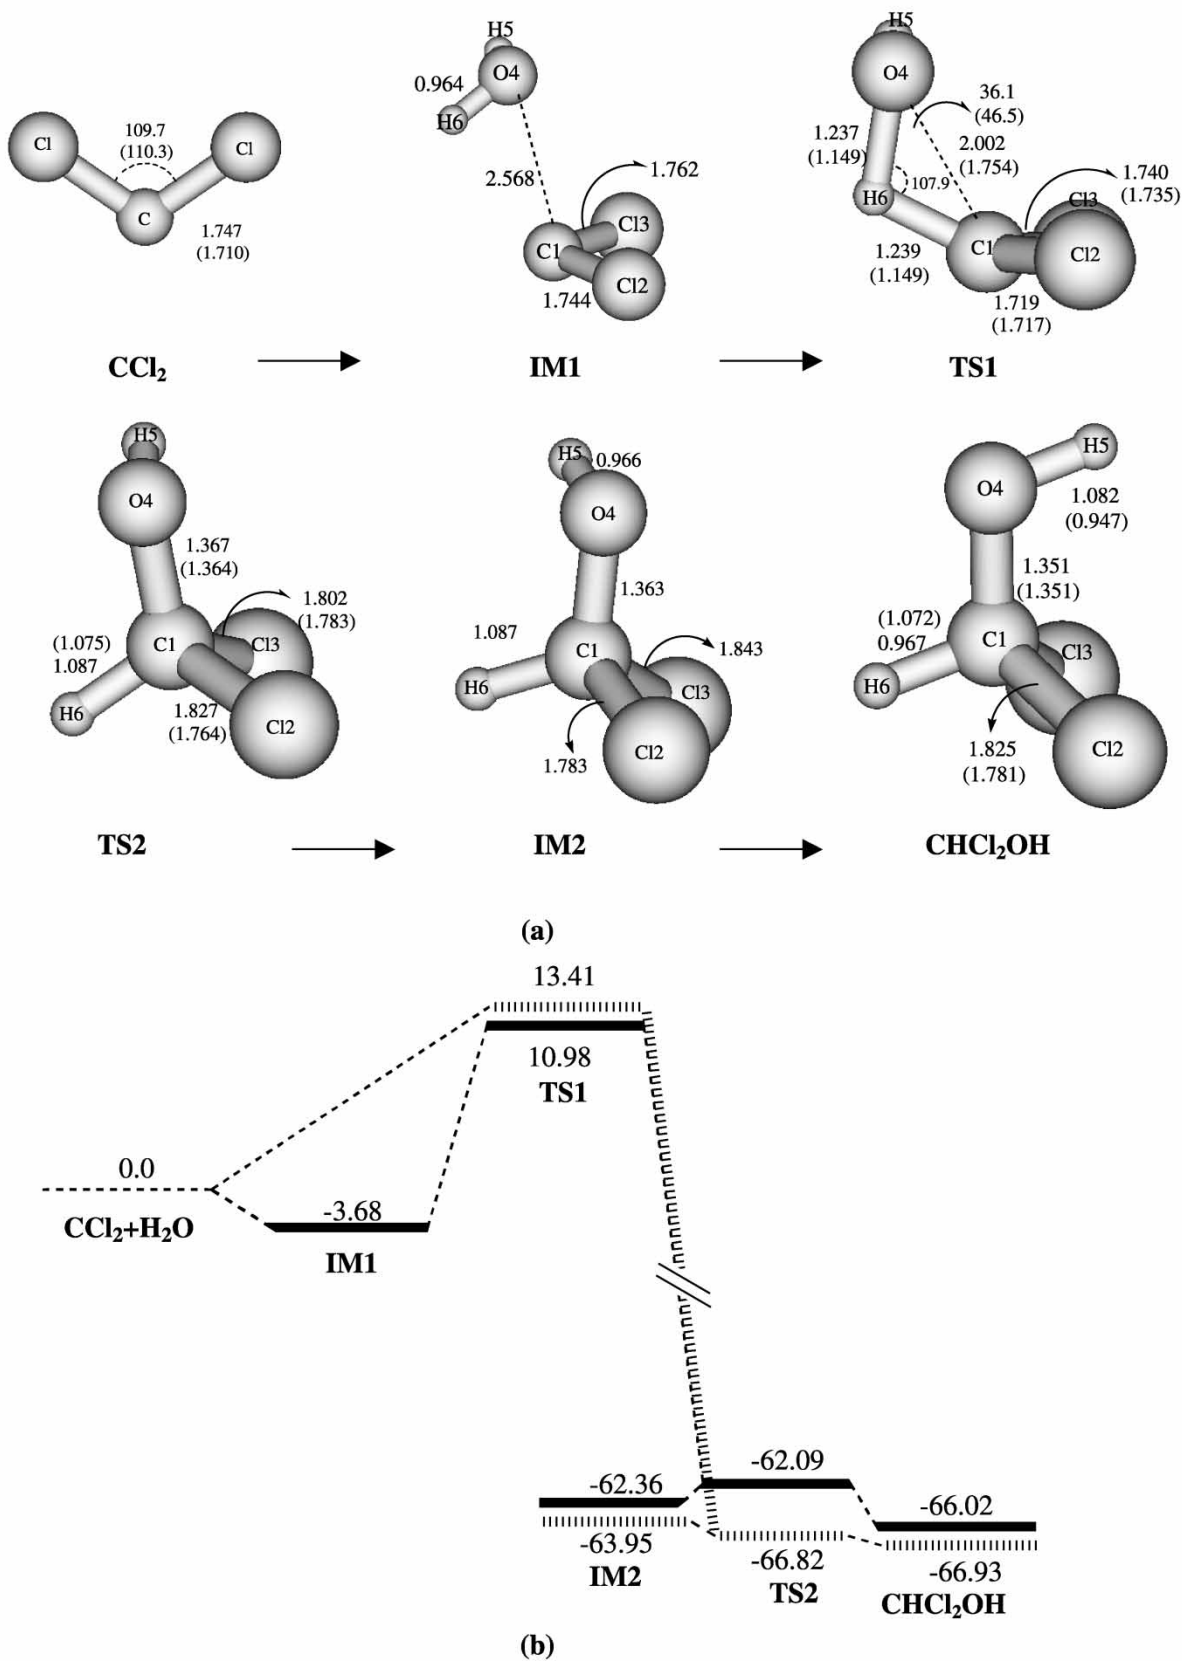 Cl
109.7
(110.3)
Cl
C
1.747
(1.710)
CCl₂
H5
0.964
O4
H6
2.568
1.762
C1
Cl3
Cl2
1.744
IM1
H5
O4
36.1
(46.5)
1.237
(1.149)
2.002
(1.754)
107.9
1.740
(1.735)
H6
Cl3
C1
Cl2
1.239
(1.149)
1.719
(1.717)
TS1
H5
O4
1.367
(1.364)
1.802
(1.783)
(1.075)
1.087
C1
Cl3
H6
1.827
(1.764)
Cl2
TS2
H5
0.966
O4
1.363
1.087
C1
1.843
H6
Cl3
1.783
Cl2
IM2
H5
O4
1.082
(0.947)
1.351
(1.351)
(1.072)
0.967
C1
Cl3
H6
1.825
(1.781)
Cl2
CHCl₂OH
(a)
13.41
10.98
TS1
0.0
CCl₂+H₂O
-3.68
IM1
-62.36
-63.95
IM2
-62.09
-66.82
TS2
-66.02
-66.93
CHCl₂OH
(b)